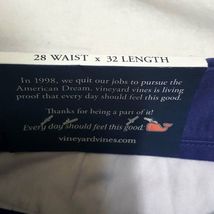 28 WAIST x 32 LENGTH
In 1998, we quit our jobs to pursue the
American Dream. vineyard vines is living
proof that every day should feel this good.
Thanks for being a part of it!
Every day should feel this good.
vineyardvines.com